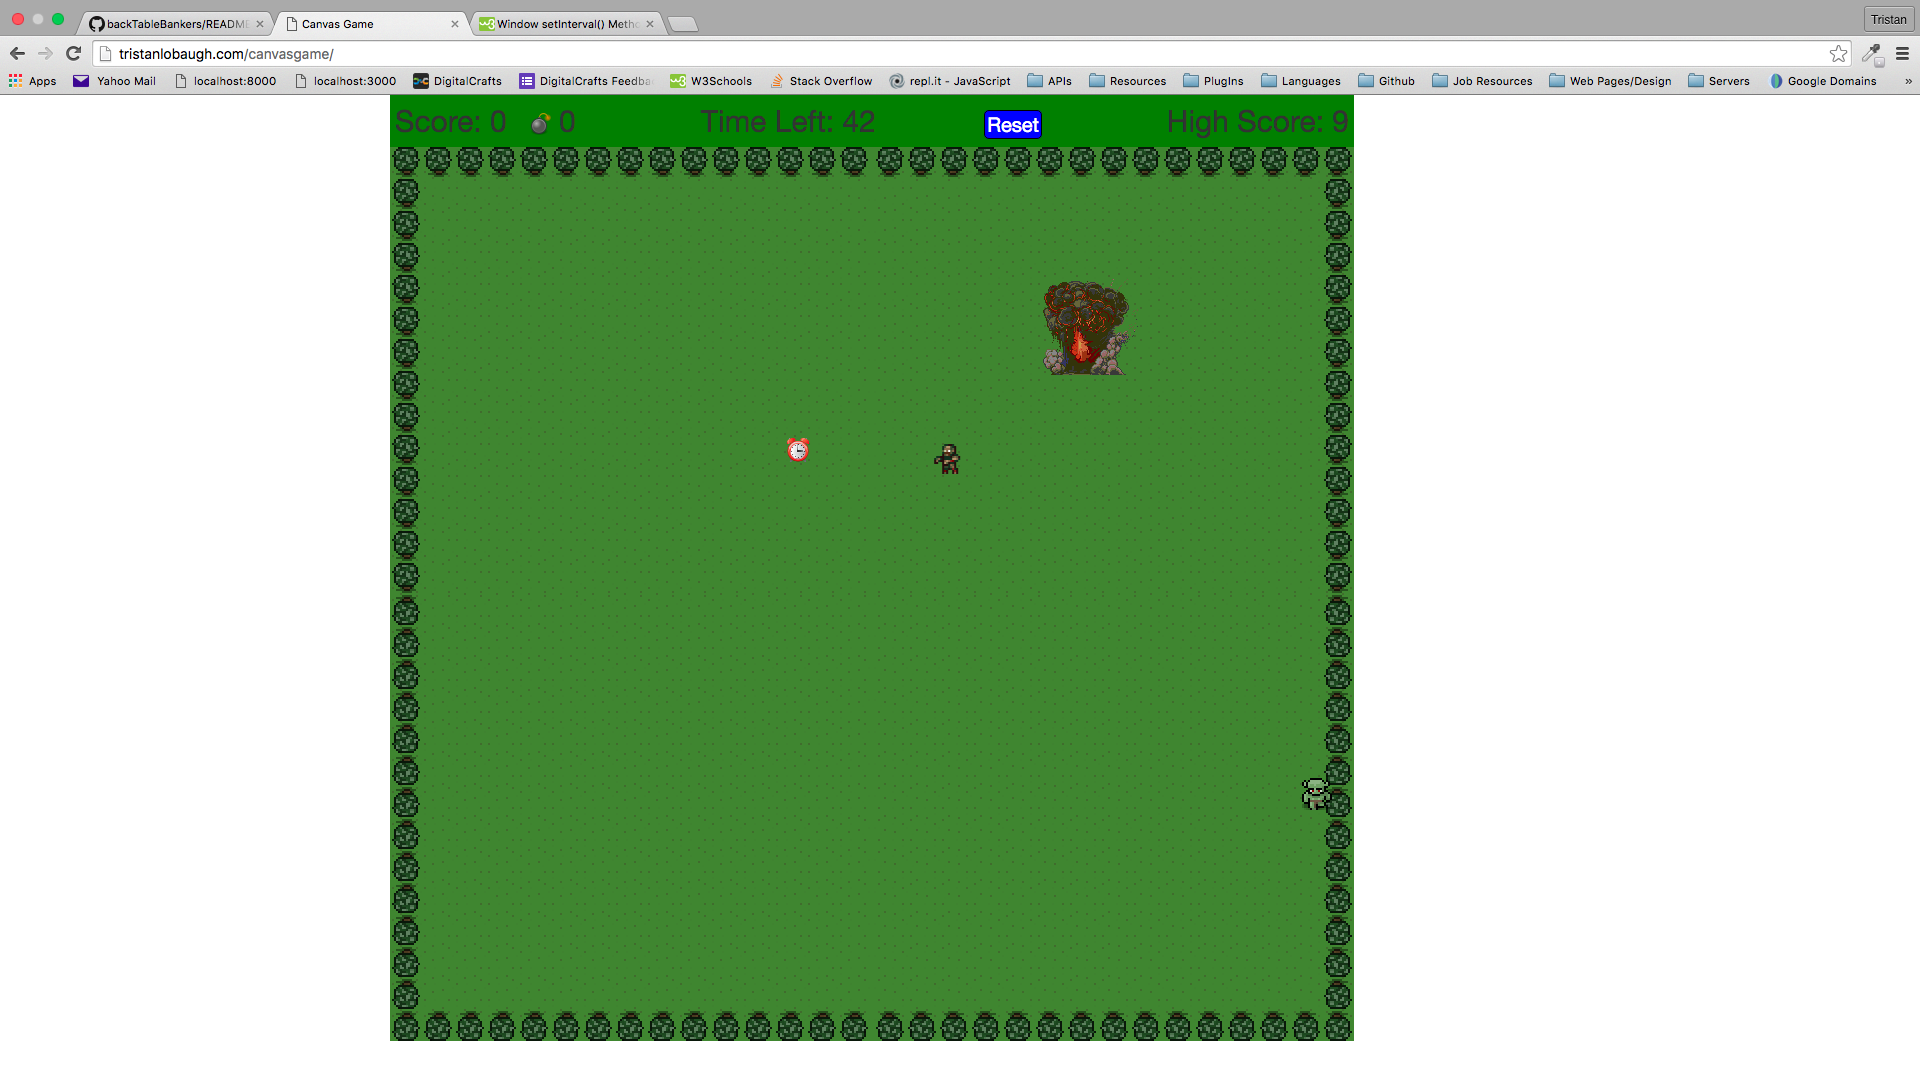 backTableBankers/READM
Canvas Game
Window setInterval() Metho
Tristan
tristanlobaugh.com/canvasgame/
Apps Yahoo Mail localhost:8000 localhost:3000 DigitalCrafts DigitalCrafts Feedba W3Schools Stack Overflow repl.it - JavaScript APIs Resources PlugIns Languages Github Job Resources Web Pages/Design Servers Google Domains »
Score: 0 0 Time Left: 42 Reset High Score: 9